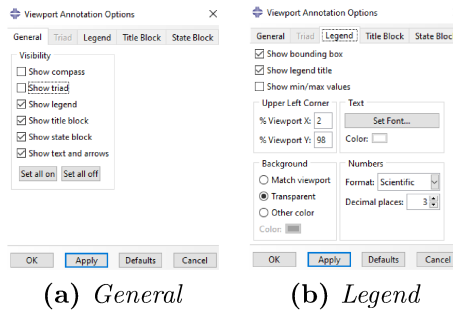 Viewport Annotation Options
General Triad Legend Title Block State Block
Visibility
Show compass
Show triad
Show legend
Show title block
Show state block
Show text and arrows
Set all on Set all off
OK Apply Defaults Cancel
(a) General
Viewport Annotation Options
General Triad Legend Title Block State Bloc
Show bounding box
Show legend title
Show min/max values
Upper Left Corner
% Viewport X: 2
% Viewport Y: 98
Text
Set Font...
Color:
Background
Match viewport
Transparent
Other color
Color:
Numbers
Format: Scientific
Decimal places: 3
OK Apply Defaults Cancel
(b) Legend